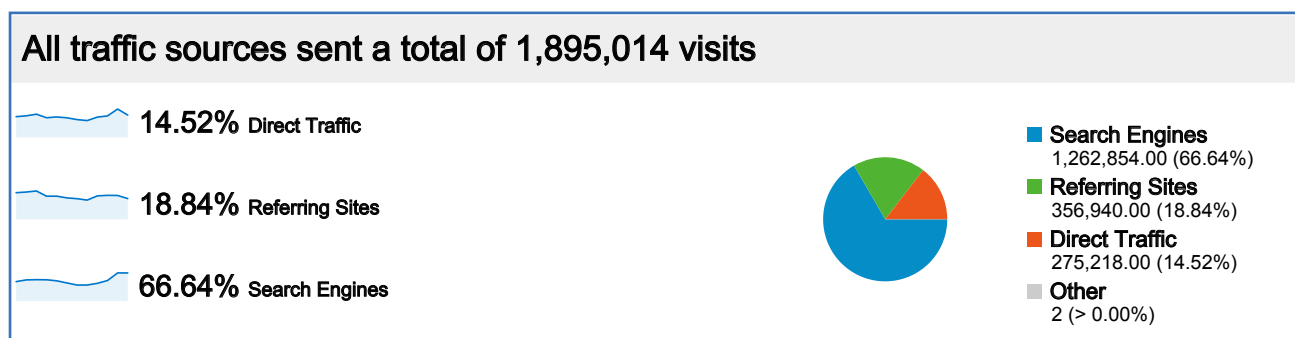 All traffic sources sent a total of 1,895,014 visits
14.52% Direct Traffic
18.84% Referring Sites
66.64% Search Engines
Search Engines
1,262,854.00 (66.64%)
Referring Sites
356,940.00 (18.84%)
Direct Traffic
275,218.00 (14.52%)
Other
2 (> 0.00%)